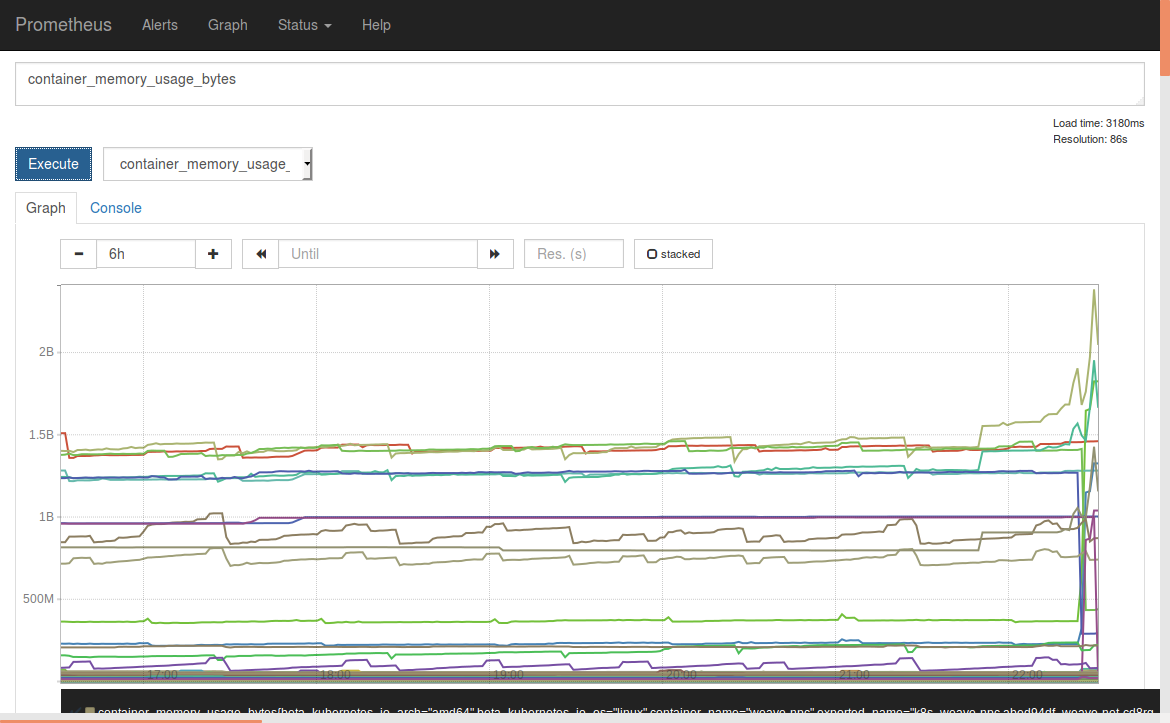 Prometheus Alerts Graph Status Help
container_memory_usage_bytes
Load time: 3180ms
Resolution: 86s
Execute container_memory_usage_
Graph Console
6h Until Res. (s) stacked
2B
1.5B
1B
500M
17:00 18:00 19:00 20:00 21:00 22:00
container_memory_usage_bytes{beta_kubernetes_io_arch="amd64",beta_kubernetes_io_os="linux",container_name="weave-npc",exported_name="k8s_weave-npc